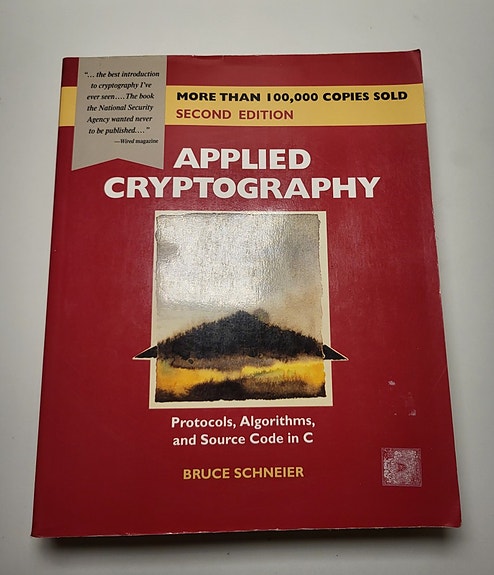 “... the best introduction
to cryptography I’ve
ever seen.... The book
the National Security
Agency wanted never
to be published....”
—Wired magazine
MORE THAN 100,000 COPIES SOLD
SECOND EDITION
APPLIED
CRYPTOGRAPHY
Protocols, Algorithms,
and Source Code in C
BRUCE SCHNEIER